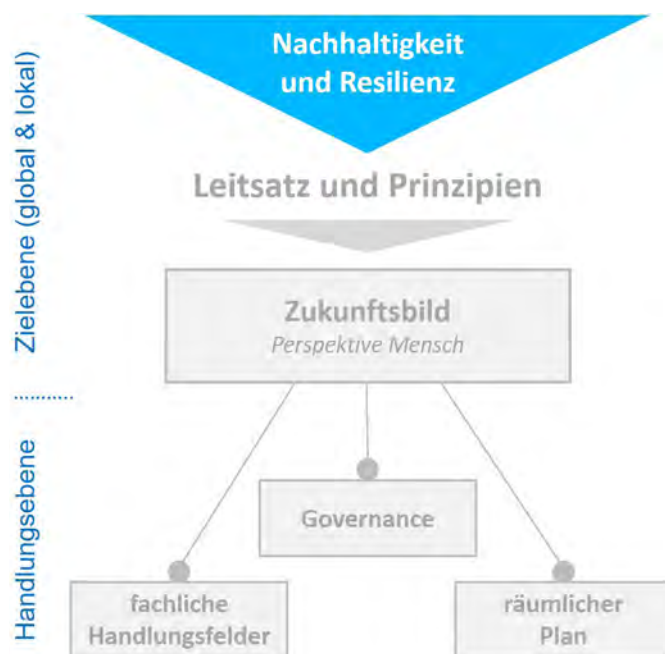 Nachhaltigkeit
und Resilienz
Leitsatz und Prinzipien
Zukunftsbild
Perspektive Mensch
Governance
fachliche
Handlungsfelder
räumlicher
Plan
Zielebene (global & lokal)
Handlungsebene